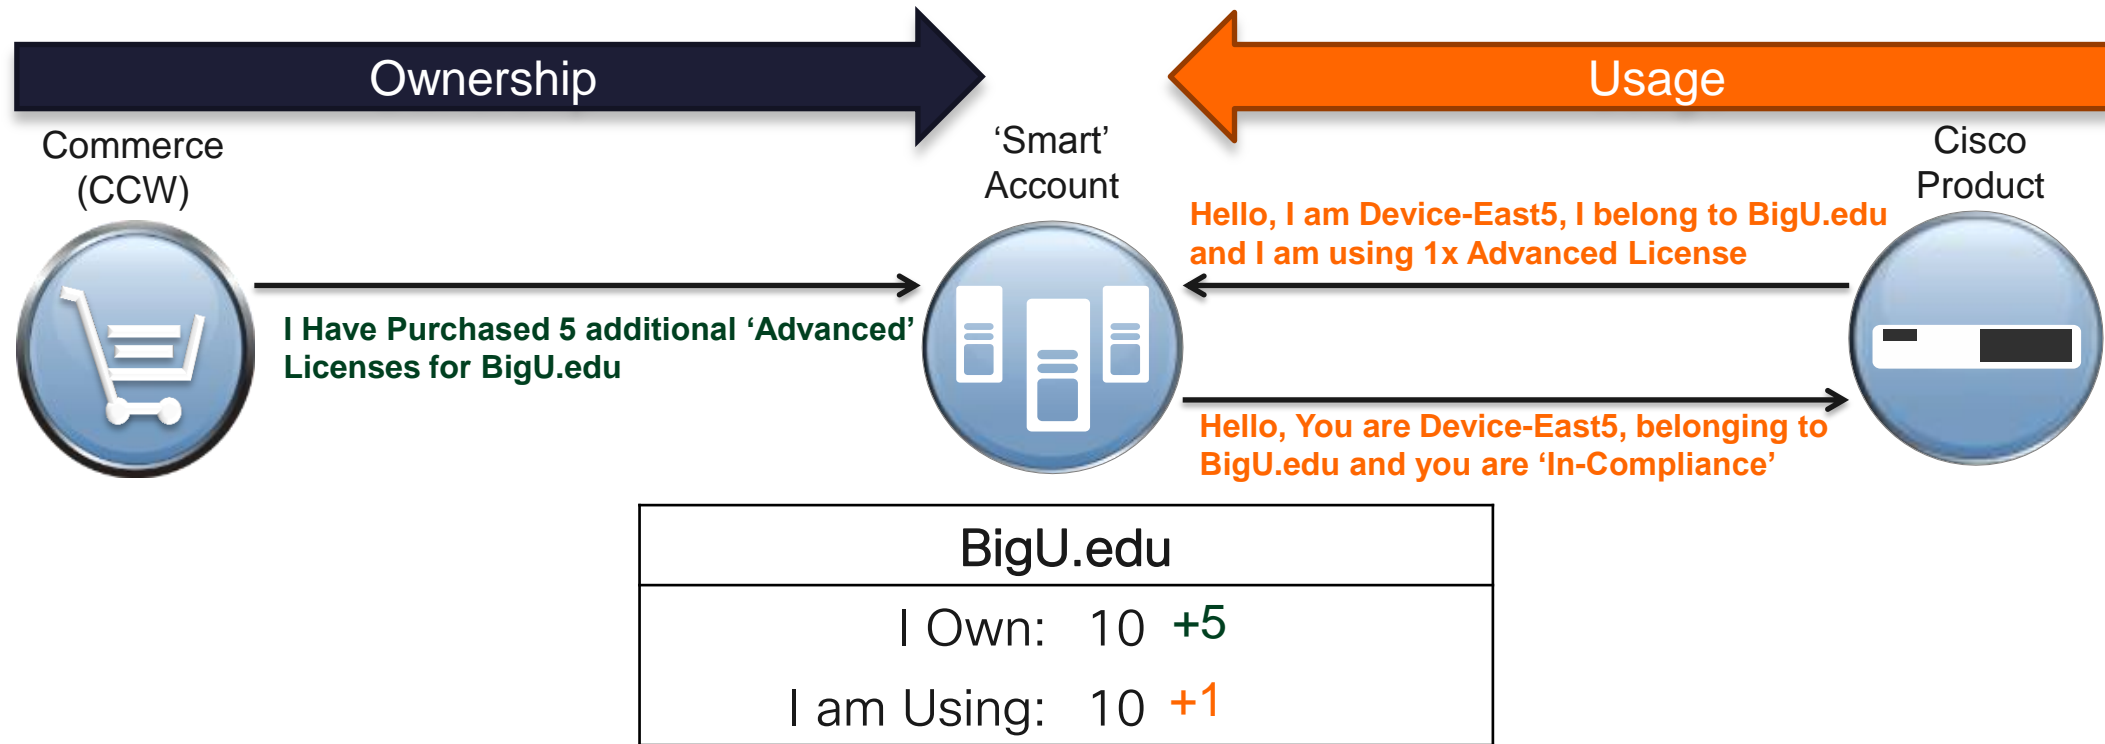 Ownership
Usage
Commerce
(CCW)
‘Smart’
Account
Cisco
Product
Hello, I am Device-East5, I belong to BigU.edu
and I am using 1x Advanced License
I Have Purchased 5 additional ‘Advanced’
Licenses for BigU.edu
Hello, You are Device-East5, belonging to
BigU.edu and you are ‘In-Compliance’
BigU.edu
I Own: 10 +5
I am Using: 10 +1